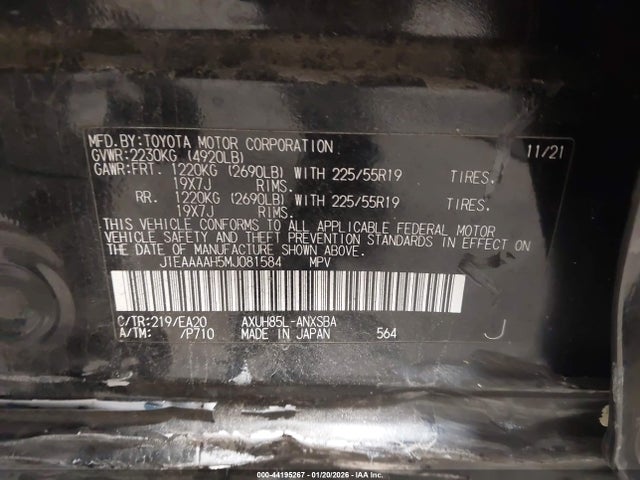 MFD.BY:TOYOTA MOTOR CORPORATION 11/21
GVWR:2230KG (4920LB)
GAWR:FRT. 1220KG (2690LB) WITH 225/55R19 TIRES.
19X7J RIMS.
RR. 1220KG (2690LB) WITH 225/55R19 TIRES.
19X7J RIMS.
THIS VEHICLE CONFORMS TO ALL APPLICABLE FEDERAL MOTOR
VEHICLE SAFETY AND THEFT PREVENTION STANDARDS IN EFFECT ON
THE DATE OF MANUFACTURE SHOWN ABOVE.
JTEAAAAH5MJ081584 MPV
C/TR:219/EA20 AXUH85L-ANXSBA
A/TM: /P710 MADE IN JAPAN 564 J
000-44195267 - 01/20/2026 - IAA Inc.